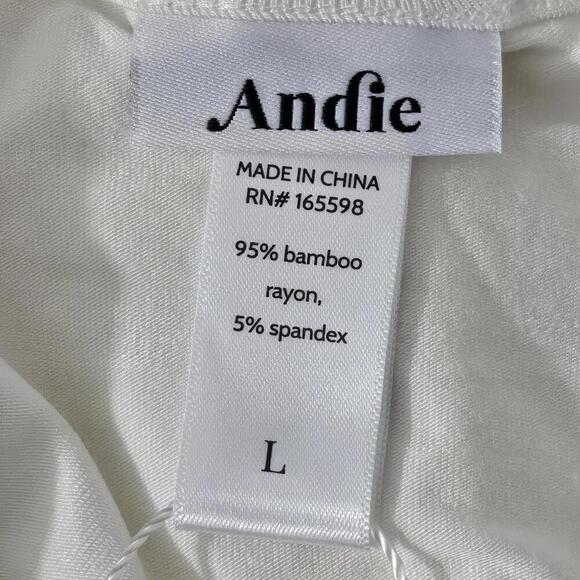 Andie
MADE IN CHINA
RN# 165598
95% bamboo
rayon,
5% spandex
L